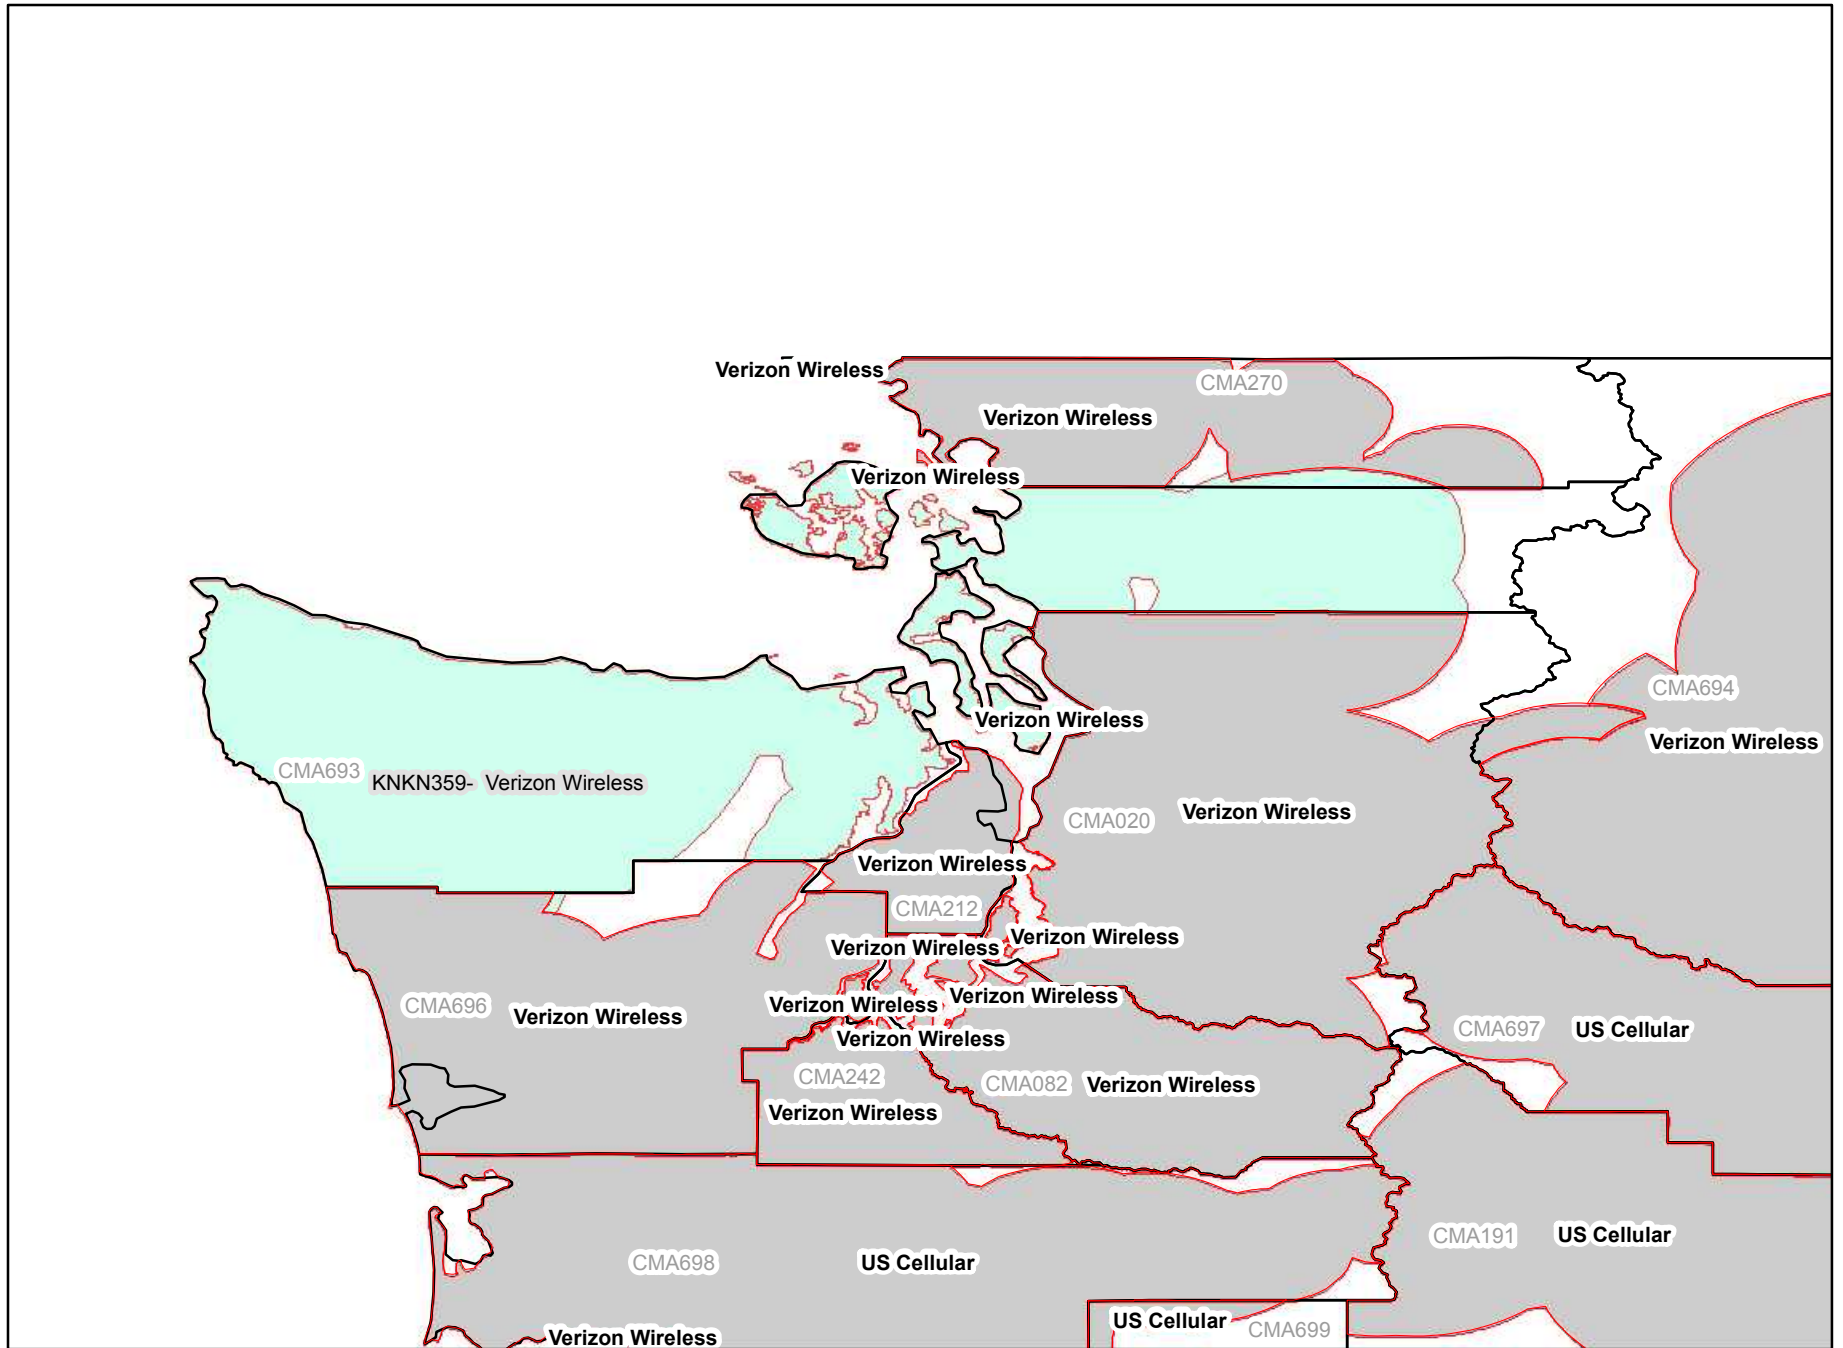 Verizon Wireless
CMA270
Verizon Wireless
Verizon Wireless
CMA694
Verizon Wireless
Verizon Wireless
CMA693
KNKN359- Verizon Wireless
CMA020
Verizon Wireless
Verizon Wireless
CMA212
Verizon Wireless
Verizon Wireless
Verizon Wireless
Verizon Wireless
CMA696
Verizon Wireless
Verizon Wireless
CMA697
US Cellular
CMA242
CMA082
Verizon Wireless
Verizon Wireless
CMA698
US Cellular
CMA191
US Cellular
US Cellular
CMA699
Verizon Wireless